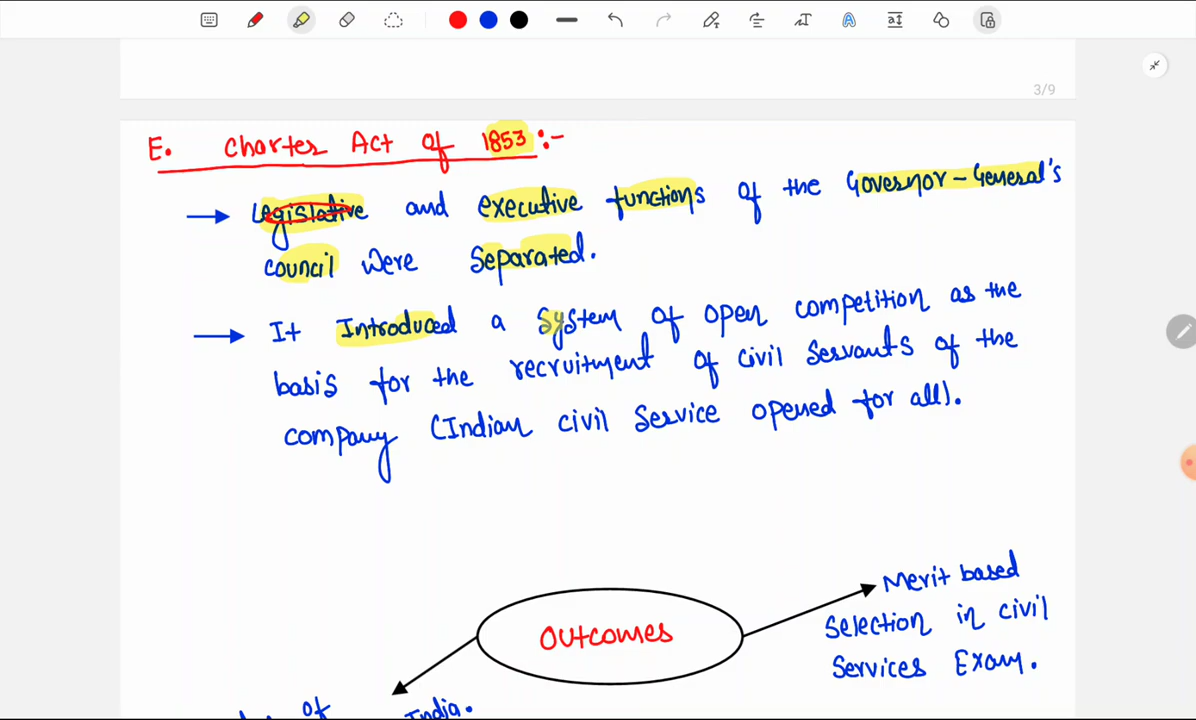 3/9
E. Charter Act of 1853 :-
→ Legislative and executive functions of the Governor-General's
council were separated.
→ It Introduced a system of open competition as the
basis for the recruitment of civil servants of the
company (Indian civil service opened for all).
Merit based
Selection in civil
Services Exam.
Outcomes
of India.